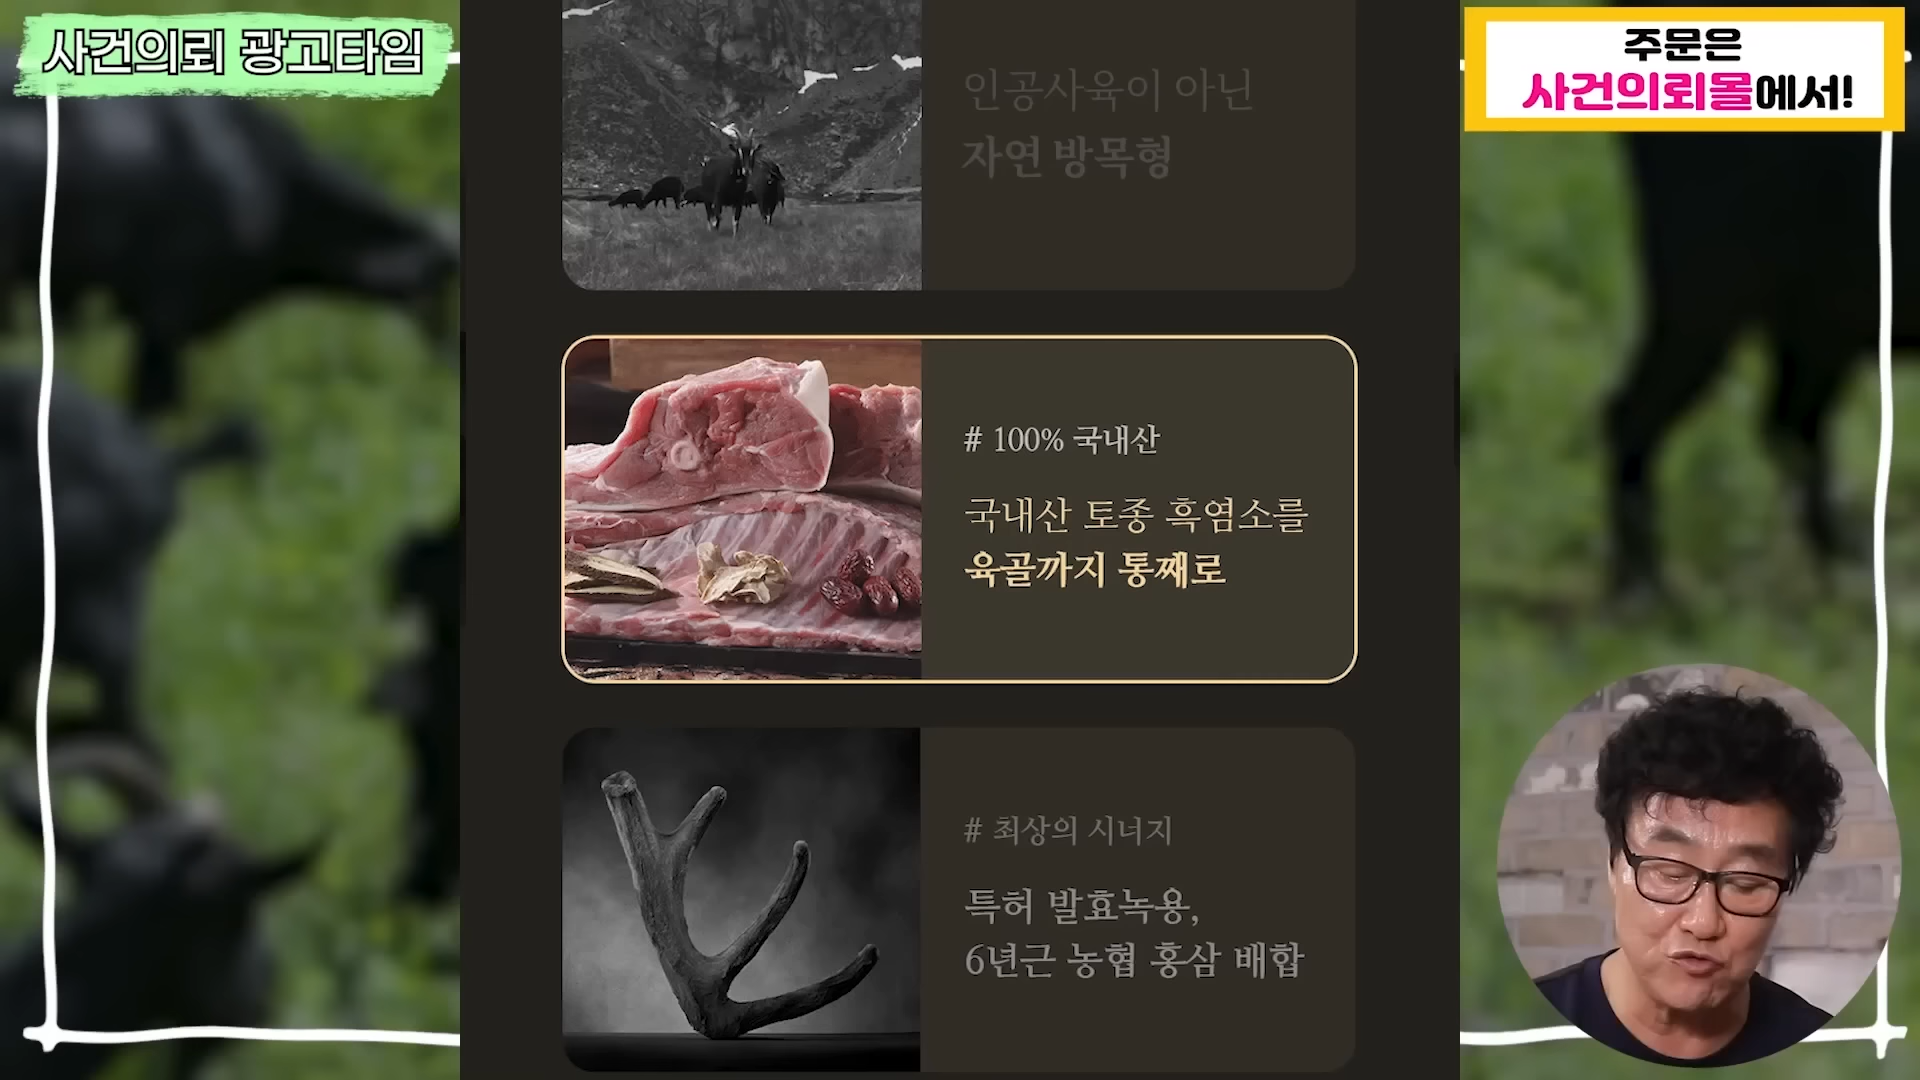 사건의뢰 광고타임
주문은
사건의뢰몰에서!
인공사육이 아닌
자연 방목형
# 100% 국내산
국내산 토종 흑염소를
육골까지 통째로
# 최상의 시너지
특허 발효녹용,
6년근 농협 홍삼 배합